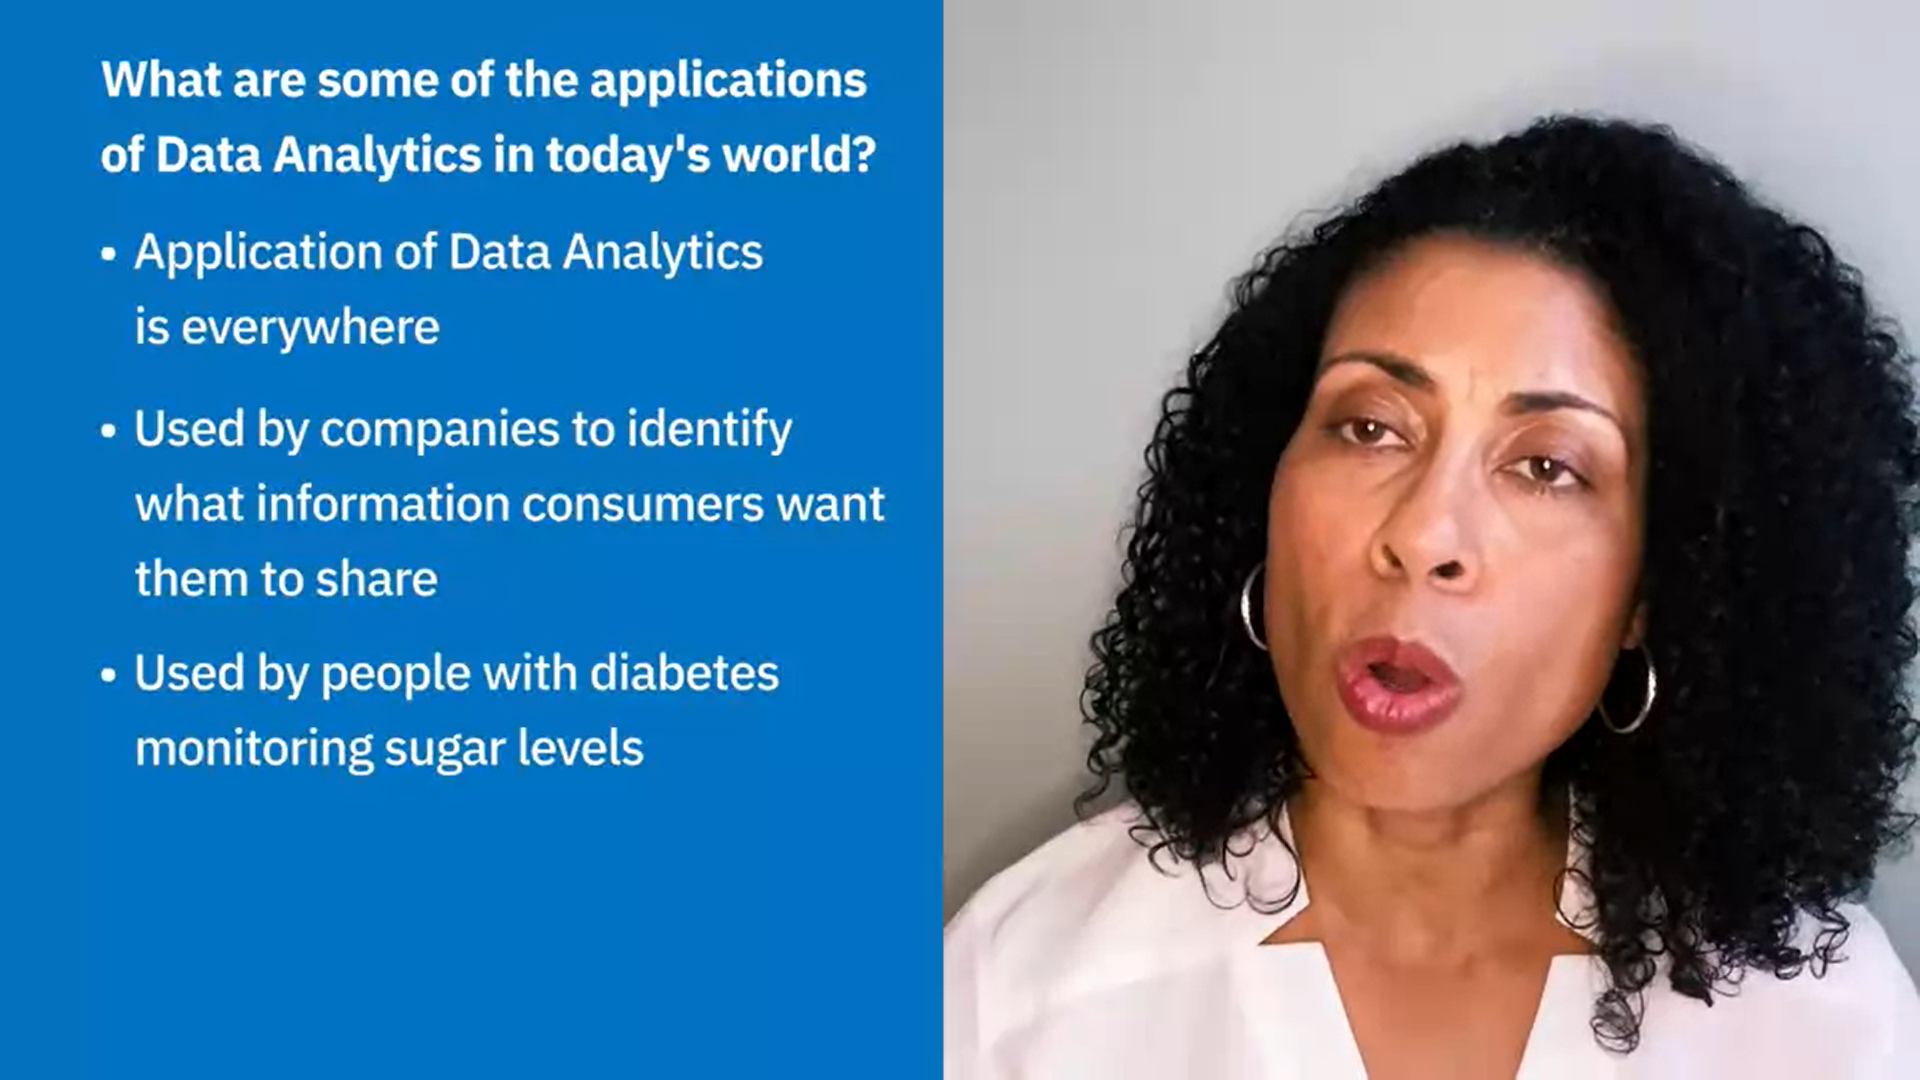 What are some of the applications
of Data Analytics in today's world?
• Application of Data Analytics
is everywhere
• Used by companies to identify
what information consumers want
them to share
• Used by people with diabetes
monitoring sugar levels